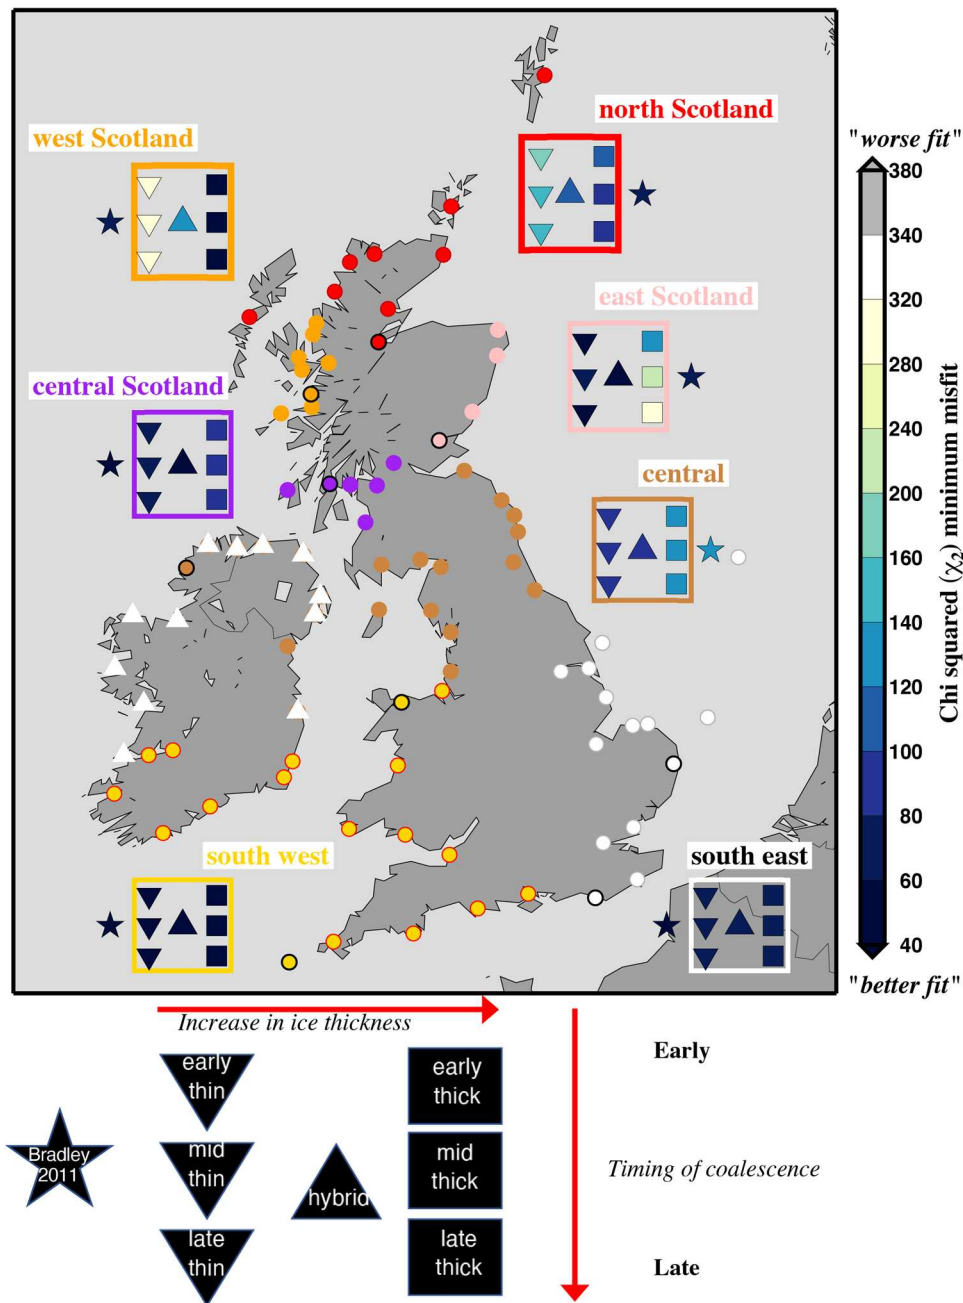 north Scotland
west Scotland
"worse fit"
380
340
320
280
240
200
160
140
120
100
80
60
40
Chi squared (χ₂) minimum misfit
east Scotland
central Scotland
central
south west
south east
"better fit"
Increase in ice thickness
Early
early
thin
early
thick
Bradley
2011
mid
thin
hybrid
mid
thick
Timing of coalescence
late
thin
late
thick
Late